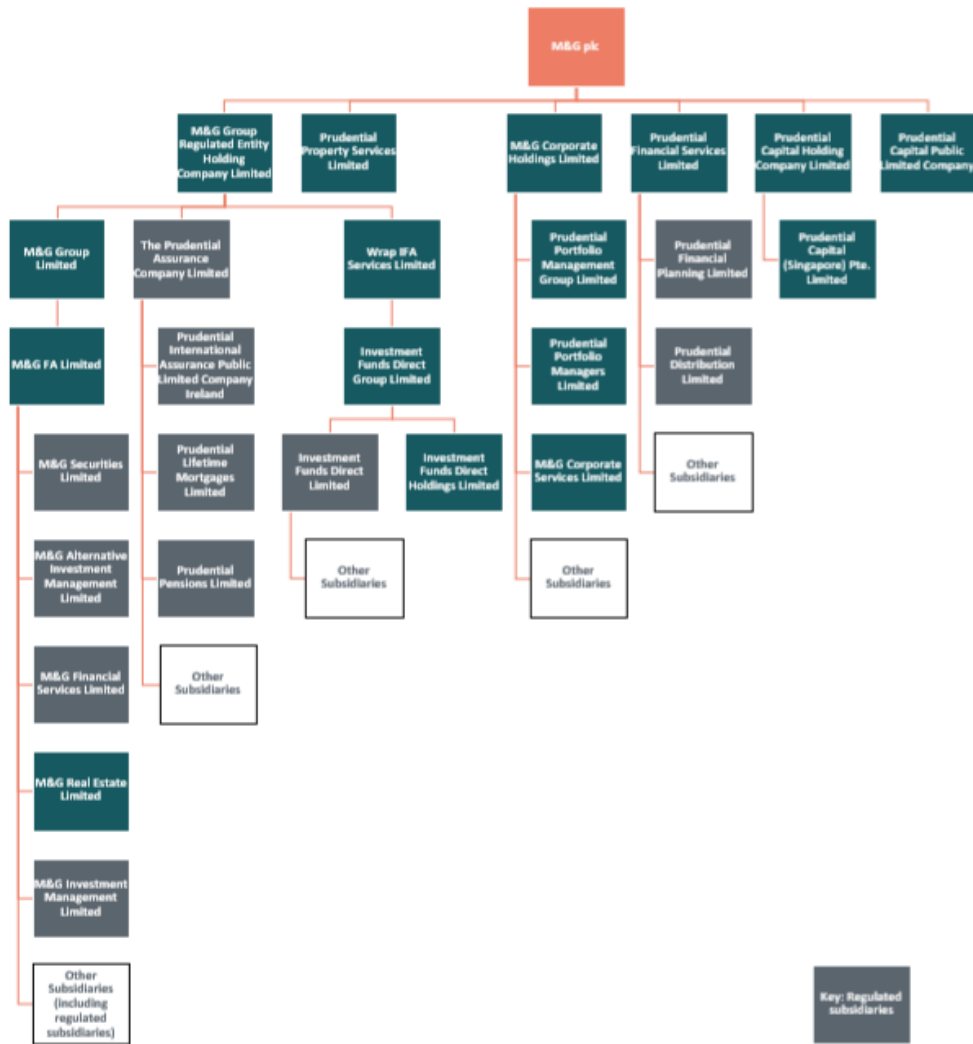 M&G plc
M&G Group
Regulated Entity
Holding
Company Limited
Prudential
Property Services
Limited
M&G Corporate
Holdings Limited
Prudential
Financial Services
Limited
Prudential
Capital Holding
Company Limited
Prudential
Capital Public
Limited Company
M&G Group
Limited
The Prudential
Assurance
Company Limited
Wrap IFA
Services Limited
Prudential
Portfolio
Management
Group Limited
Prudential
Financial
Planning Limited
Prudential
Capital
(Singapore) Pte.
Limited
M&G FA Limited
Prudential
International
Assurance Public
Limited Company
Ireland
Investment
Funds Direct
Group Limited
Prudential
Portfolio
Managers
Limited
Prudential
Distribution
Limited
M&G Securities
Limited
Prudential
Lifetime
Mortgages
Limited
Investment
Funds Direct
Limited
Investment
Funds Direct
Holdings Limited
M&G Corporate
Services Limited
Other
Subsidiaries
M&G Alternative
Investment
Management
Limited
Prudential
Pensions Limited
Other
Subsidiaries
Other
Subsidiaries
M&G Financial
Services Limited
Other
Subsidiaries
M&G Real Estate
Limited
M&G Investment
Management
Limited
Other
Subsidiaries
(including
regulated
subsidiaries)
Key: Regulated
subsidiaries